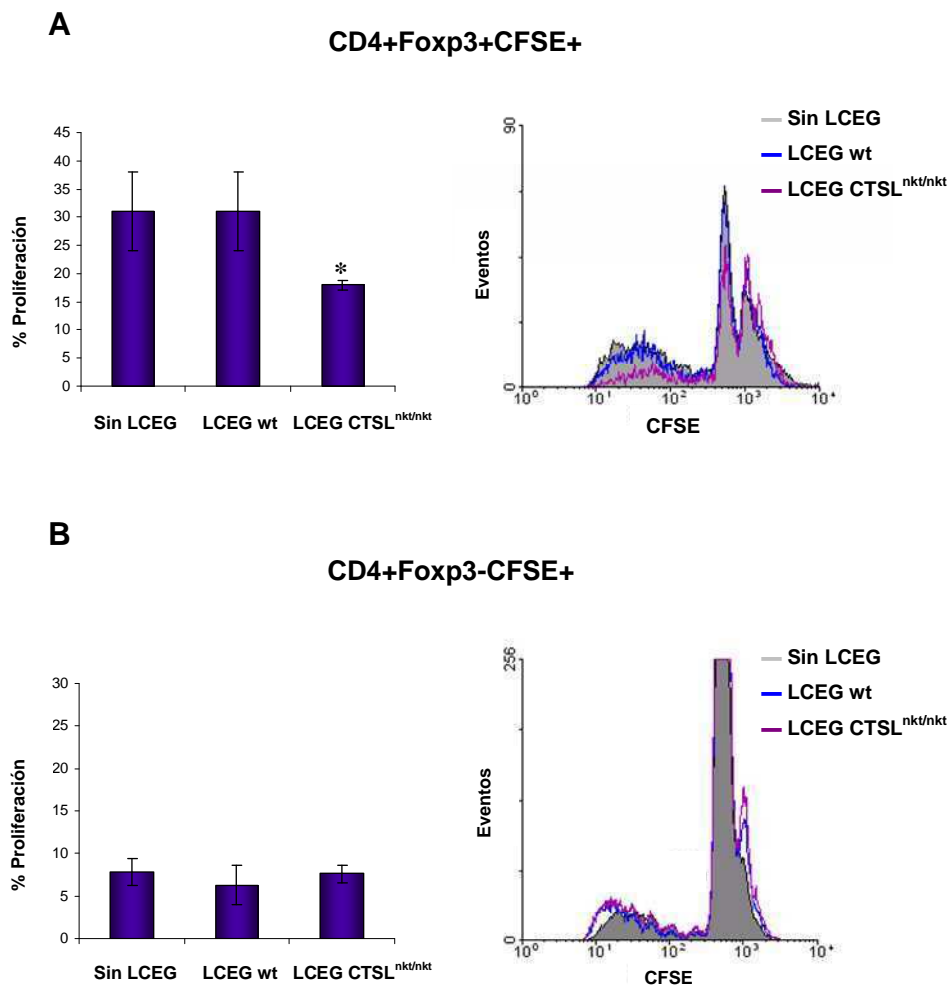 A
CD4+Foxp3+CFSE+
% Proliferación
45
40
35
30
25
20
15
10
5
0
*
Sin LCEG
LCEG wt
LCEG CTSLnkt/nkt
Eventos
90
0
10⁰
10¹
10²
10³
10⁴
CFSE
Sin LCEG
LCEG wt
LCEG CTSLnkt/nkt
B
CD4+Foxp3-CFSE+
% Proliferación
30
25
20
15
10
5
0
Sin LCEG
LCEG wt
LCEG CTSLnkt/nkt
Eventos
256
0
10⁰
10¹
10²
10³
10⁴
CFSE
Sin LCEG
LCEG wt
LCEG CTSLnkt/nkt